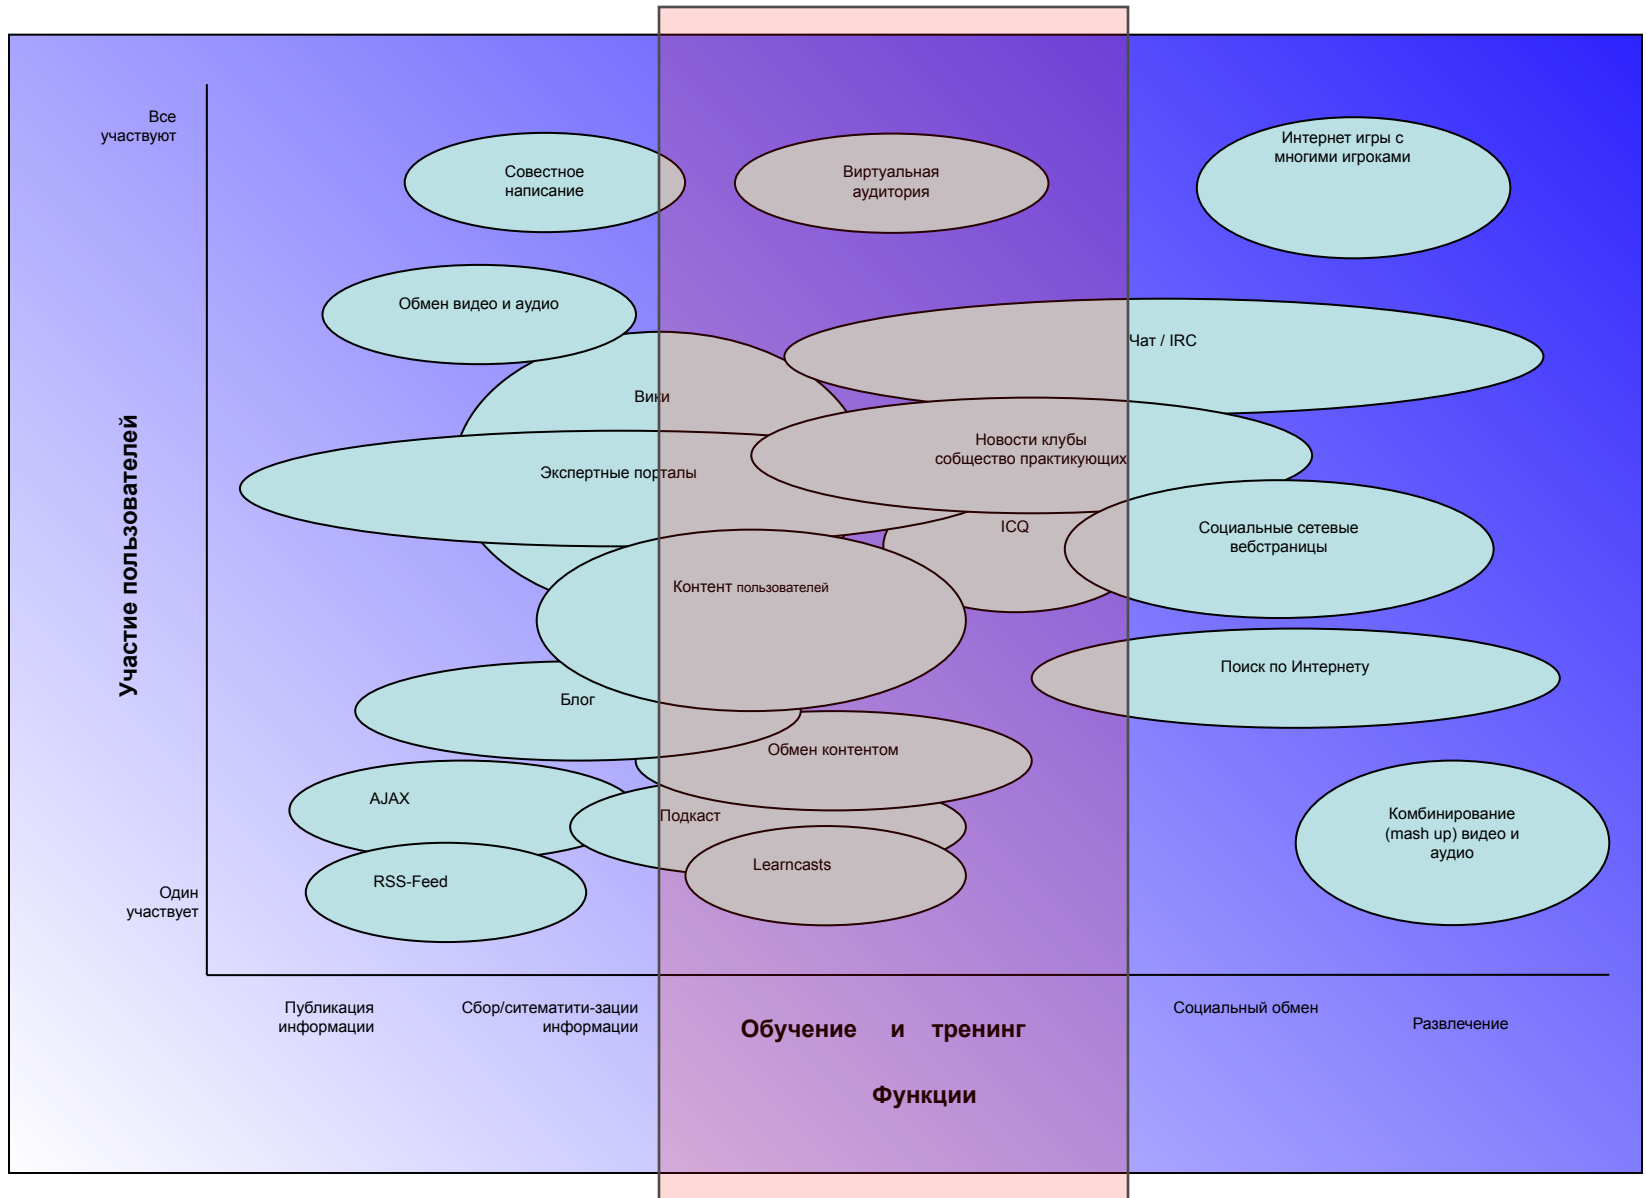 Все
участвуют
Совестное
написание
Виртуальная
аудитория
Интернет игры с
многими игроками
Обмен видео и аудио
Чат / IRC
Вики
Новости клубы
собщество практикующих
Экспертные порталы
ICQ
Социальные сетевые
вебстраницы
Участие пользователей
Контент пользователей
Поиск по Интернету
Блог
Обмен контентом
AJAX
Подкаст
Комбинирование
(mash up) видео и
аудио
Learncasts
RSS-Feed
Один
участвует
Публикация
информации
Сбор/ситематити-зации
информации
Обучение и тренинг
Социальный обмен
Развлечение
Функции